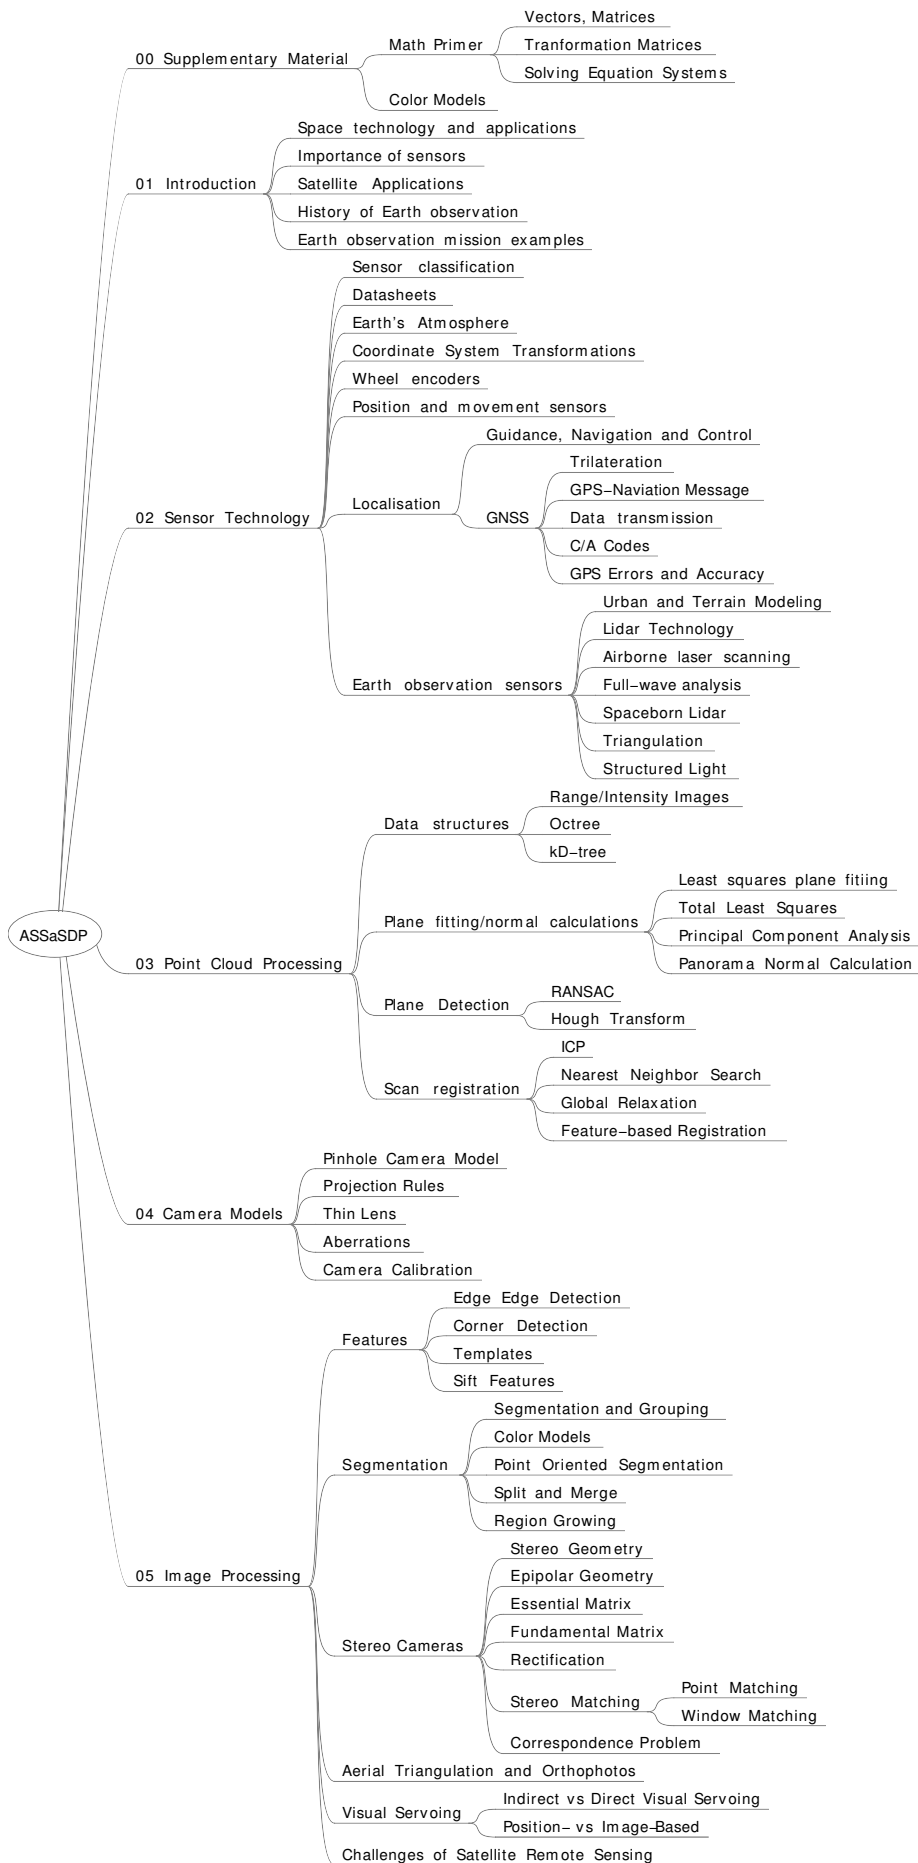 Vectors, Matrices
Math Primer
Tranformation Matrices
00 Supplementary Material
Solving Equation Systems
Color Models
Space technology and applications
Importance of sensors
01 Introduction
Satellite Applications
History of Earth observation
Earth observation mission examples
Sensor classification
Datasheets
Earth's Atmosphere
Coordinate System Transformations
Wheel encoders
Position and movement sensors
Guidance, Navigation and Control
Trilateration
GPS-Naviation Message
Localisation
02 Sensor Technology
GNSS
Data transmission
C/A Codes
GPS Errors and Accuracy
Urban and Terrain Modeling
Lidar Technology
Airborne laser scanning
Earth observation sensors
Full-wave analysis
Spaceborn Lidar
Triangulation
Structured Light
Range/Intensity Images
Data structures
Octree
kD-tree
Least squares plane fitiing
Total Least Squares
Plane fitting/normal calculations
ASSaSDP
Principal Component Analysis
03 Point Cloud Processing
Panorama Normal Calculation
RANSAC
Plane Detection
Hough Transform
ICP
Nearest Neighbor Search
Scan registration
Global Relaxation
Feature-based Registration
Pinhole Camera Model
Projection Rules
04 Camera Models
Thin Lens
Aberrations
Camera Calibration
Edge Edge Detection
Corner Detection
Features
Templates
Sift Features
Segmentation and Grouping
Color Models
Segmentation
Point Oriented Segmentation
Split and Merge
Region Growing
Stereo Geometry
05 Image Processing
Epipolar Geometry
Essential Matrix
Fundamental Matrix
Stereo Cameras
Rectification
Point Matching
Stereo Matching
Window Matching
Correspondence Problem
Aerial Triangulation and Orthophotos
Indirect vs Direct Visual Servoing
Visual Servoing
Position- vs Image-Based
Challenges of Satellite Remote Sensing